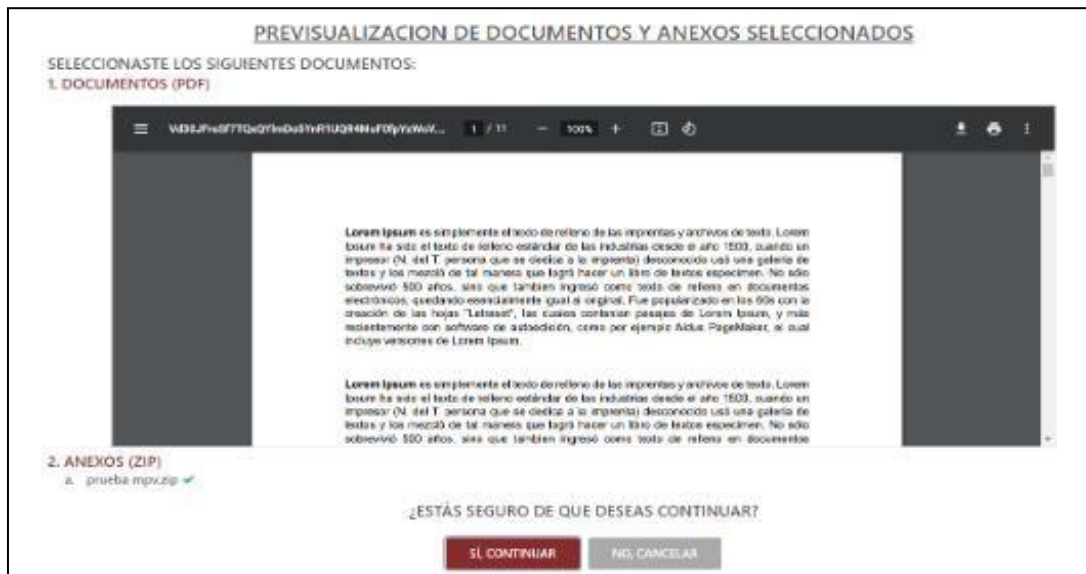 PREVISUALIZACION DE DOCUMENTOS Y ANEXOS SELECCIONADOS
SELECCIONASTE LOS SIGUIENTES DOCUMENTOS:
1. DOCUMENTOS (PDF)
1 / 11 − 100% +
Lorem Ipsum es simplemente el texto de relleno de las imprentas y archivos de texto. Lorem
Ipsum ha sido el texto de relleno estándar de las industrias desde el año 1500, cuando un
impresor (N. del T. persona que se dedica a la imprenta) desconocido usó una galería de
textos y los mezcló de tal manera que logró hacer un libro de textos especimen. No sólo
sobrevivió 500 años, sino que tambien ingresó como texto de relleno en documentos
electrónicos, quedando esencialmente igual al original. Fue popularizado en los 60s con la
creación de las hojas "Letraset", las cuales contenian pasajes de Lorem Ipsum, y más
recientemente con software de autoedición, como por ejemplo Aldus PageMaker, el cual
incluye versiones de Lorem Ipsum.
Lorem Ipsum es simplemente el texto de relleno de las imprentas y archivos de texto. Lorem
Ipsum ha sido el texto de relleno estándar de las industrias desde el año 1500, cuando un
impresor (N. del T. persona que se dedica a la imprenta) desconocido usó una galería de
textos y los mezcló de tal manera que logró hacer un libro de textos especimen. No sólo
sobrevivió 500 años, sino que tambien ingresó como texto de relleno en documentos
2. ANEXOS (ZIP)
a. prueba mpv.zip
¿ESTÁS SEGURO DE QUE DESEAS CONTINUAR?
SÍ, CONTINUAR
NO, CANCELAR